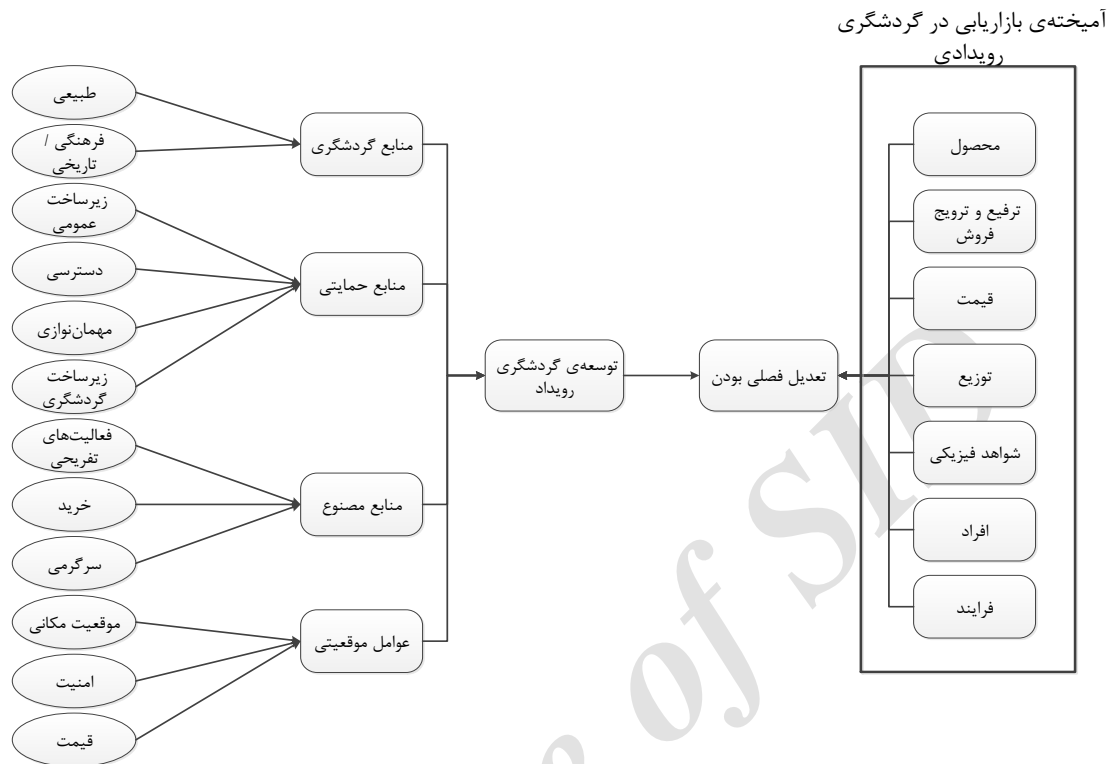 آمیخته‌ی بازاریابی در گردشگری
رویدادی
محصول
ترفیع و ترویج
فروش
قیمت
توزیع
شواهد فیزیکی
افراد
فرایند
تعدیل فصلی بودن
توسعه‌ی گردشگری
رویداد
منابع گردشگری
منابع حمایتی
منابع مصنوع
عوامل موقعیتی
طبیعی
فرهنگی /
تاریخی
زیرساخت
عمومی
دسترسی
مهمان‌نوازی
زیرساخت
گردشگری
فعالیت‌های
تفریحی
خرید
سرگرمی
موقعیت مکانی
امنیت
قیمت
of SID